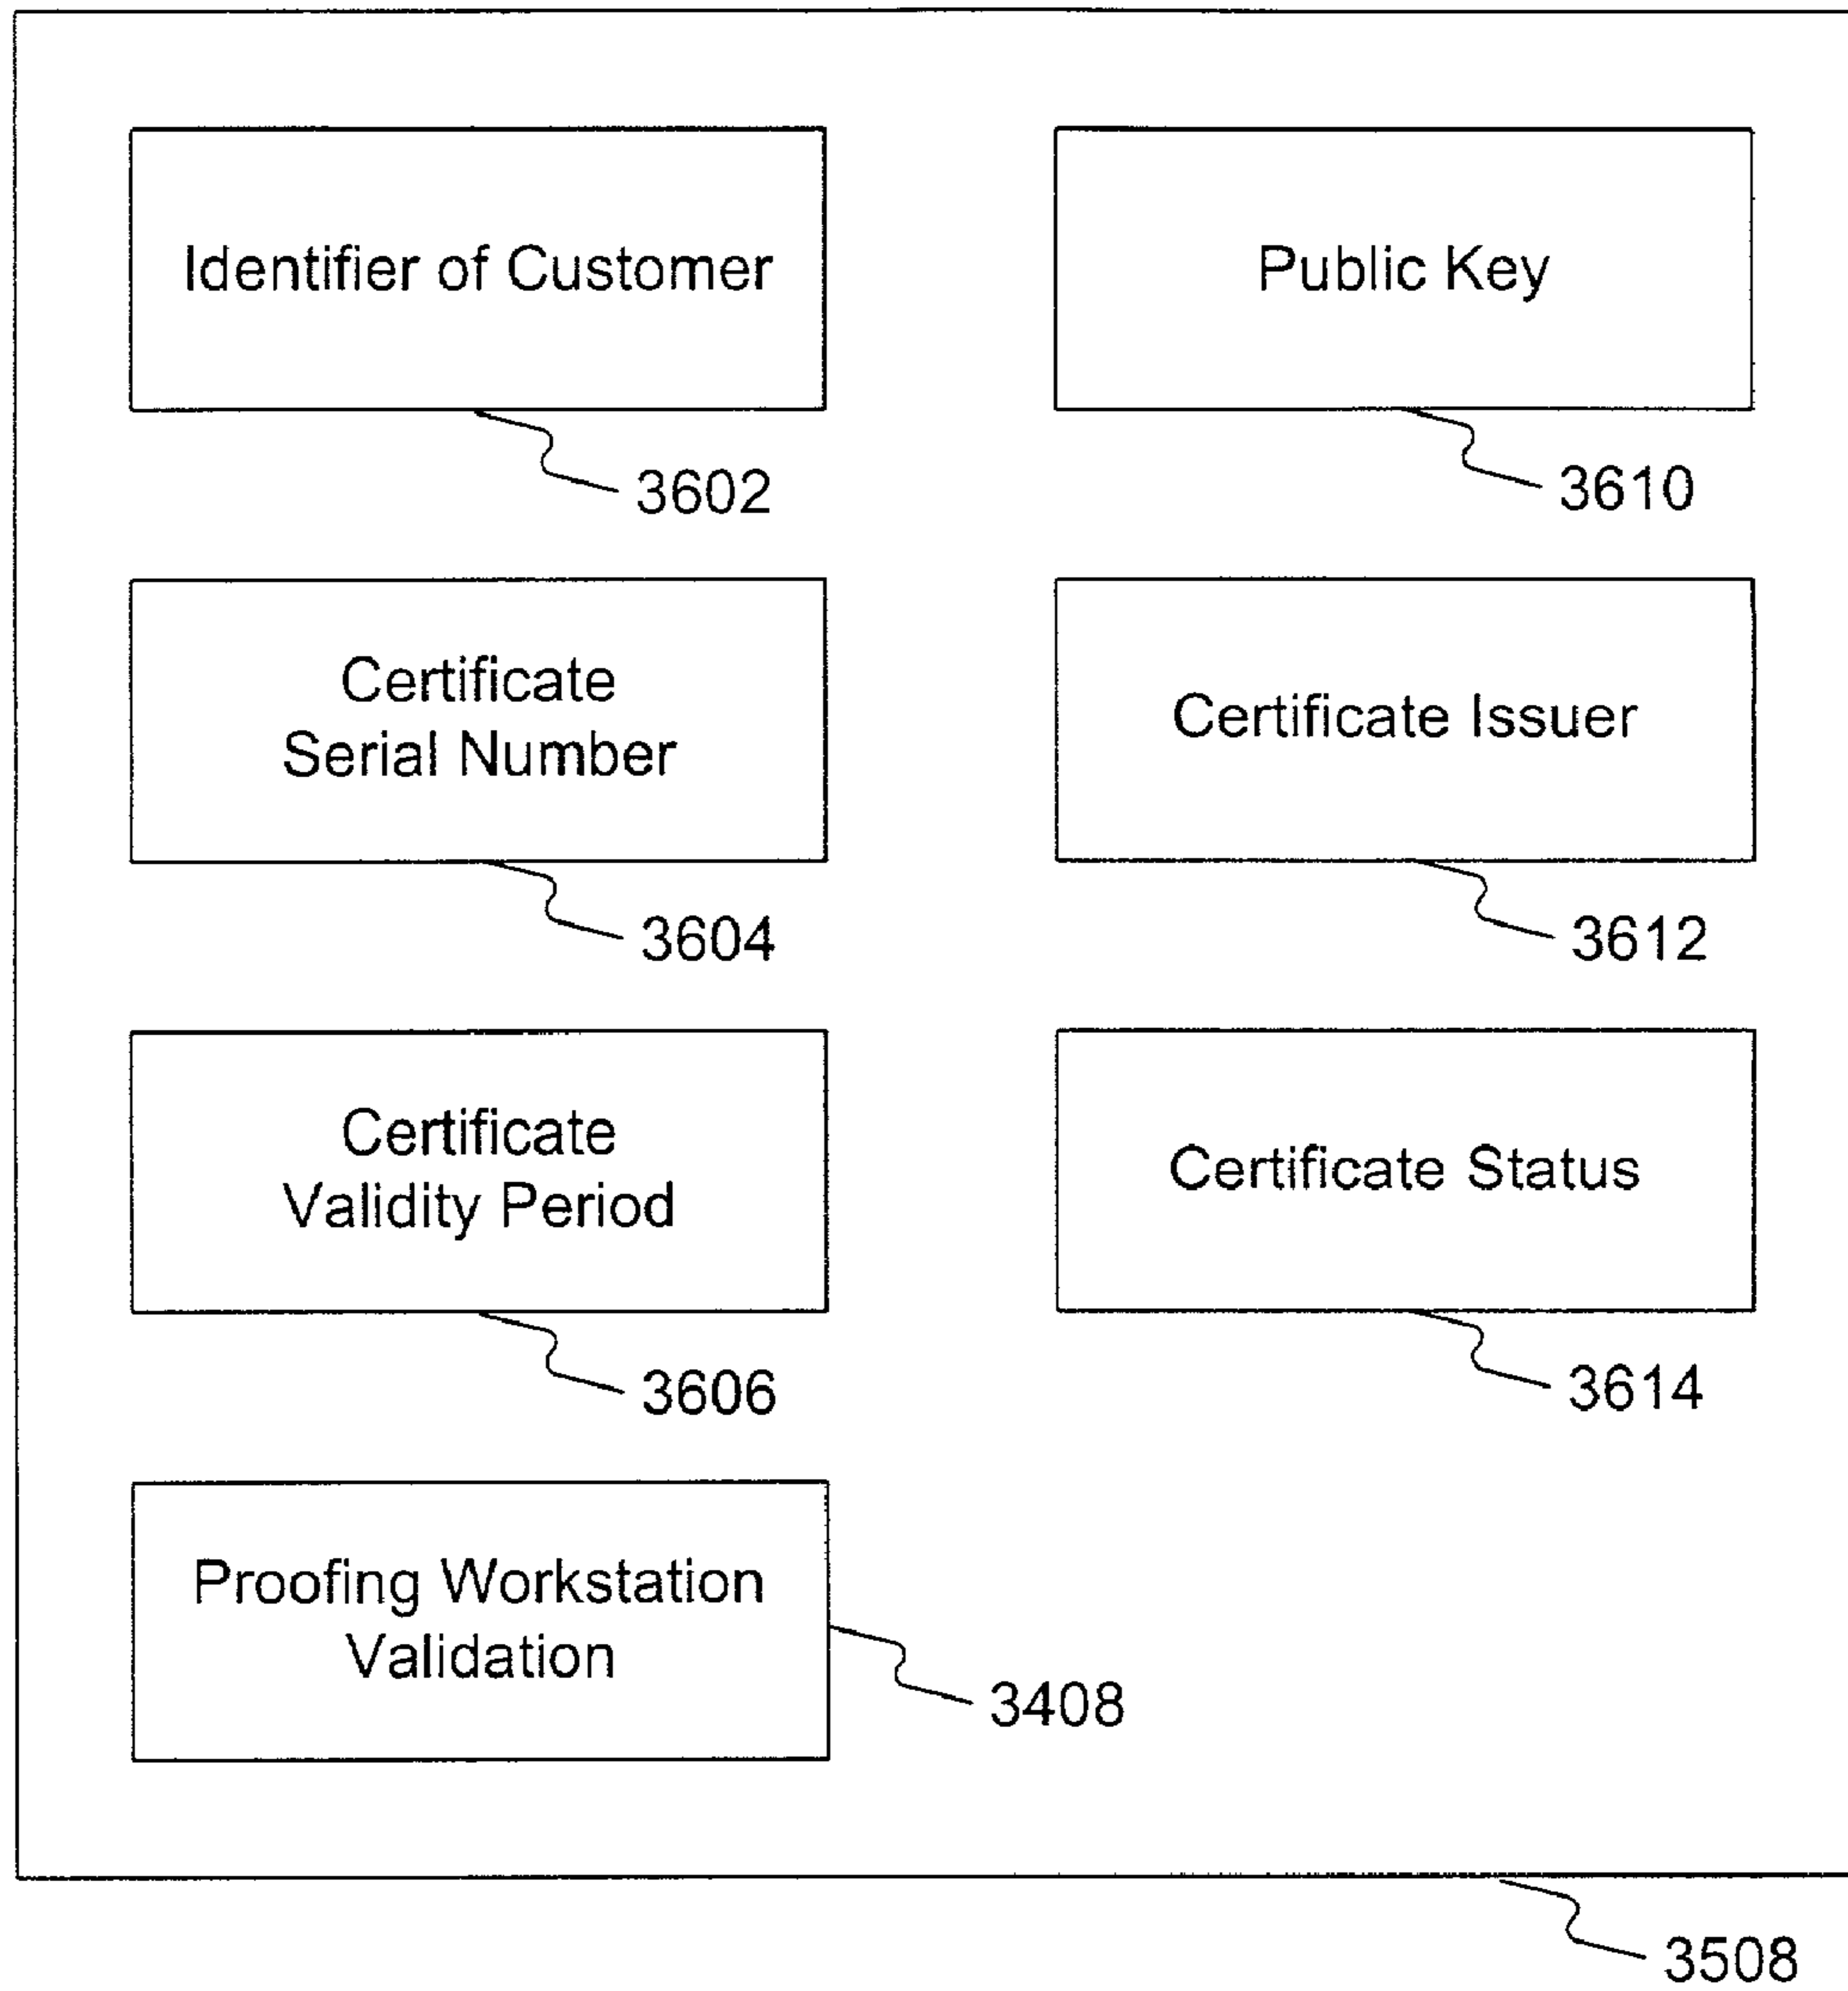 Identifier of Customer
3602
Public Key
3610
Certificate
Serial Number
3604
Certificate Issuer
3612
Certificate
Validity Period
3606
Certificate Status
3614
Proofing Workstation
Validation
3408
3508